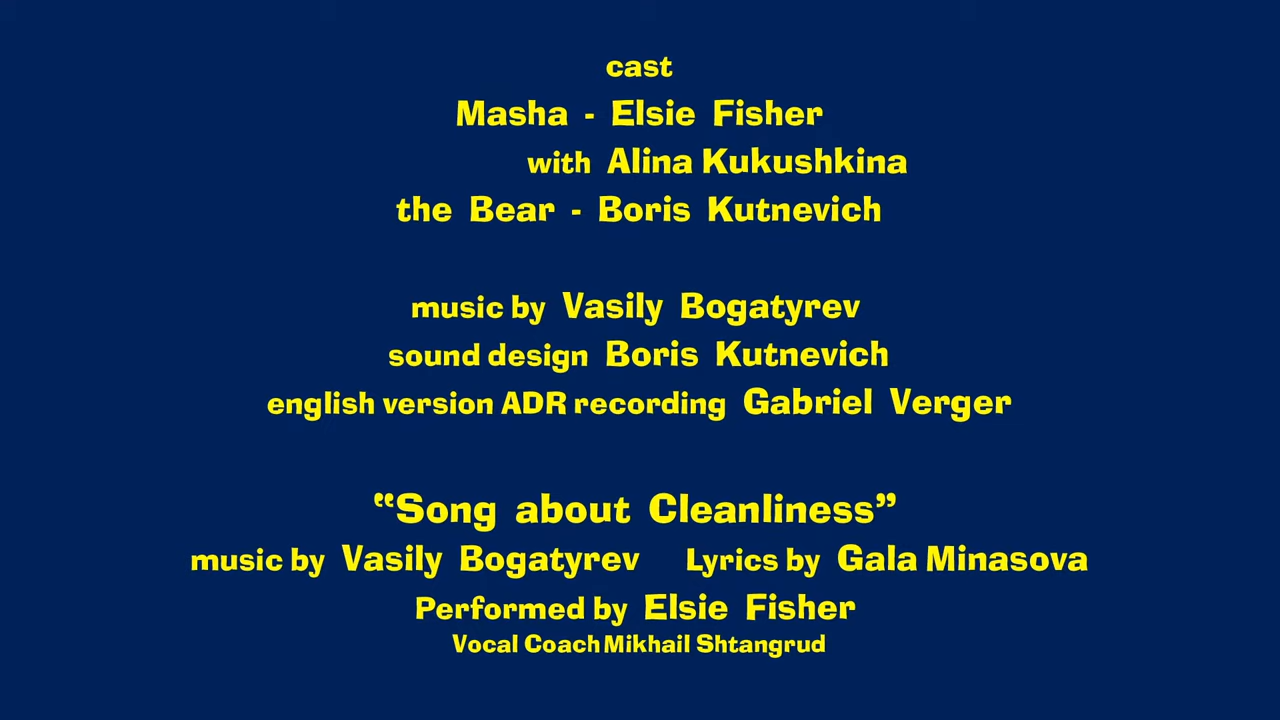 cast
Masha - Elsie Fisher
with Alina Kukushkina
the Bear - Boris Kutnevich
music by Vasily Bogatyrev
sound design Boris Kutnevich
english version ADR recording Gabriel Verger
“Song about Cleanliness”
music by Vasily Bogatyrev Lyrics by Gala Minasova
Performed by Elsie Fisher
Vocal Coach Mikhail Shtangrud